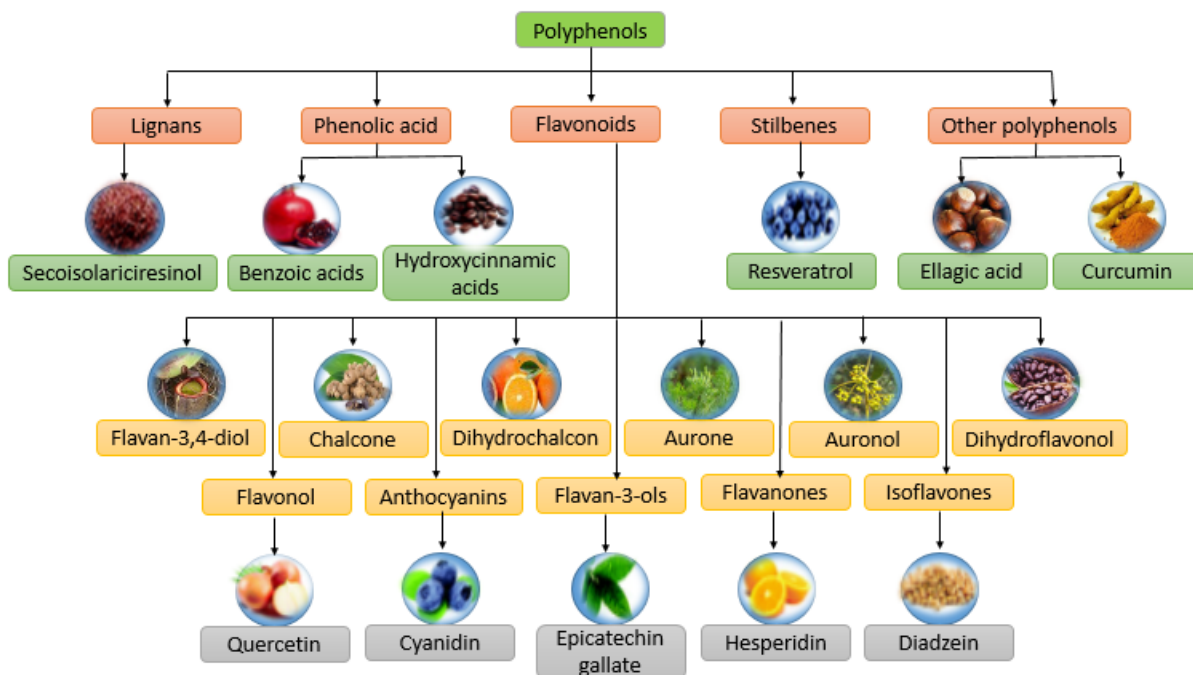 Polyphenols
Lignans
Phenolic acid
Flavonoids
Stilbenes
Other polyphenols
Secoisolariciresinol
Benzoic acids
Hydroxycinnamic
acids
Resveratrol
Ellagic acid
Curcumin
Flavan-3,4-diol
Chalcone
Dihydrochalcon
Aurone
Auronol
Dihydroflavonol
Flavonol
Anthocyanins
Flavan-3-ols
Flavanones
Isoflavones
Quercetin
Cyanidin
Epicatechin
gallate
Hesperidin
Diadzein